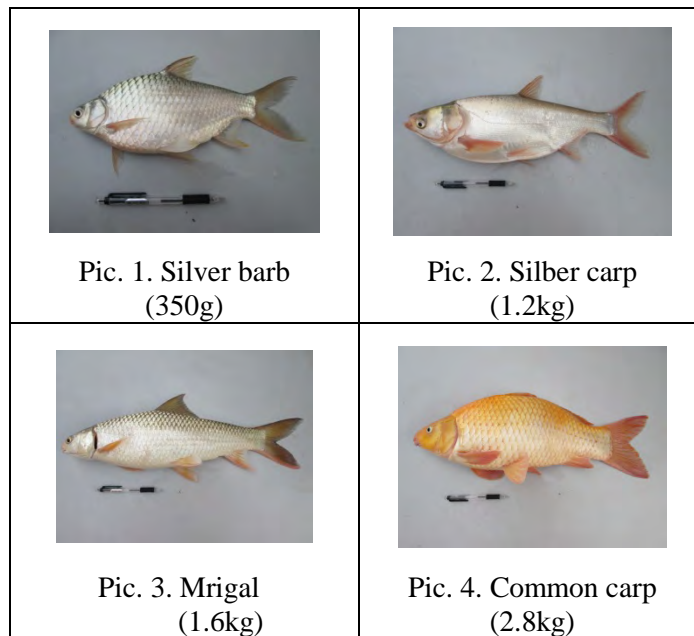 Pic. 1. Silver barb
(350g)
Pic. 2. Silber carp
(1.2kg)
Pic. 3. Mrigal
(1.6kg)
Pic. 4. Common carp
(2.8kg)